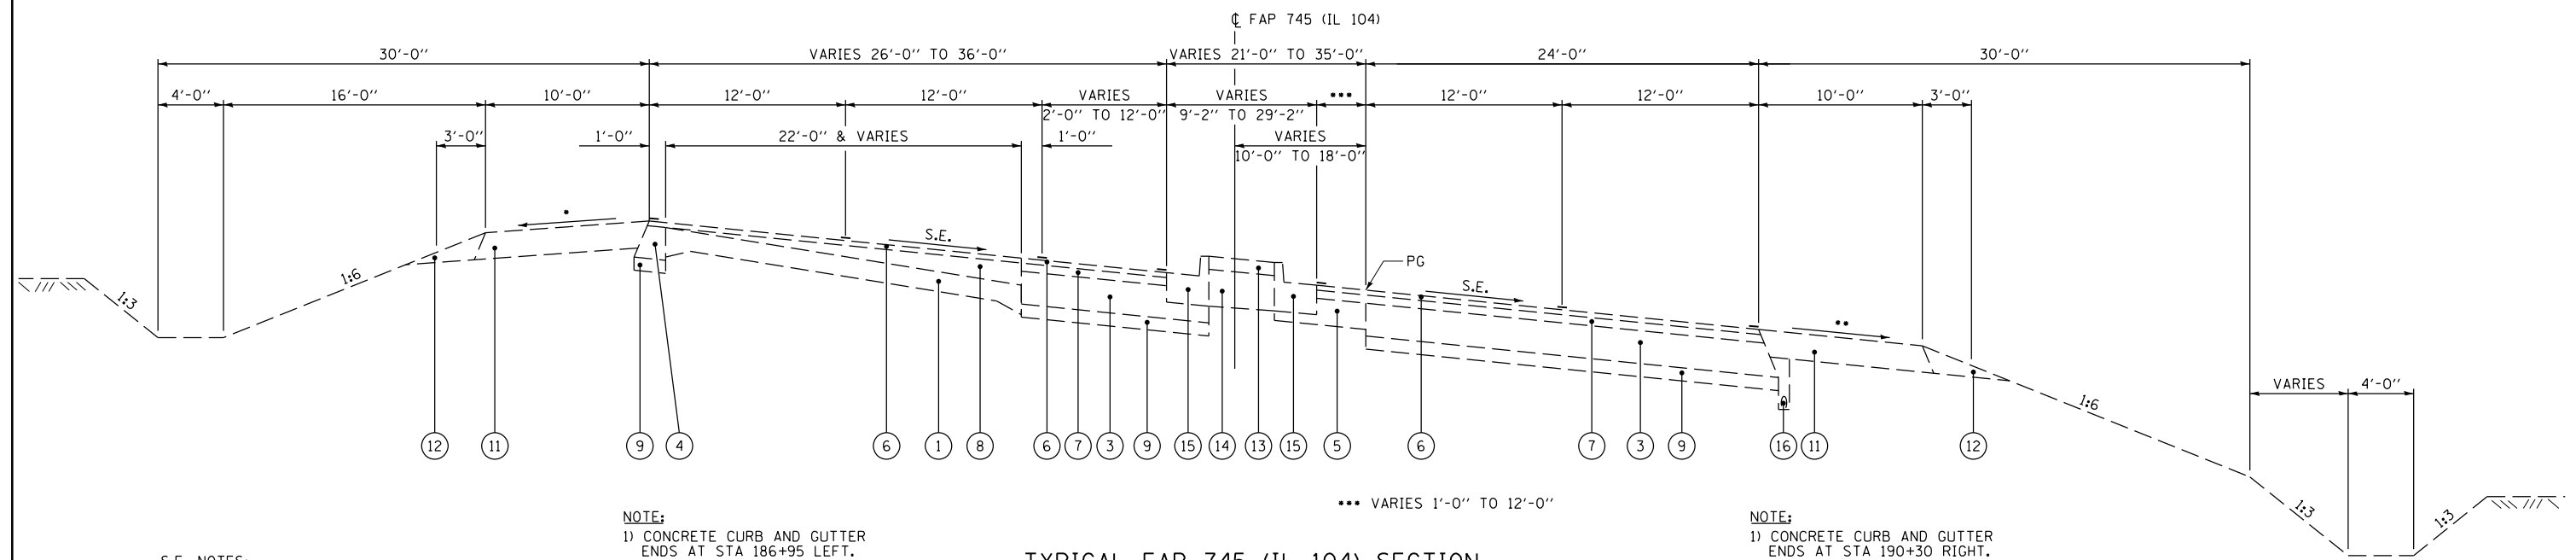 ℄ FAP 745 (IL 104)
30'-0" VARIES 26'-0" TO 36'-0" VARIES 21'-0" TO 35'-0" 24'-0" 30'-0"
4'-0" 16'-0" 10'-0" 12'-0" 12'-0" VARIES VARIES *** 12'-0" 12'-0" 10'-0" 3'-0"
2'-0" TO 12'-0" 9'-2" TO 29'-2"
3'-0" 1'-0" 22'-0" & VARIES 1'-0" VARIES
10'-0" TO 18'-0"
* S.E. PG
1:3 1:6 S.E. **
VARIES 4'-0"
1:6
12 11 9 4 6 1 8 6 7 3 9 15 14 13 15 5 6 7 3 9 16 11 12
1:3 1:3
*** VARIES 1'-0" TO 12'-0"
NOTE:
1) CONCRETE CURB AND GUTTER
ENDS AT STA 186+95 LEFT.
NOTE:
1) CONCRETE CURB AND GUTTER
ENDS AT STA 190+30 RIGHT.
S.E. NOTES:
TYPICAL FAP 745 (IL 104) SECTION